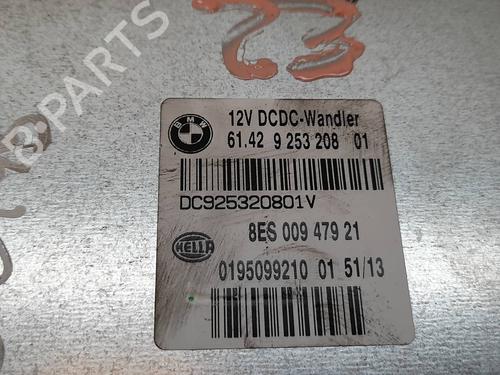 B-PARTS
23
BMW
12V DCDC-Wandler
61.42 9 253 208 01
DC925320801V
8ES 009 479 21
HELLA
0195099210 01 51/13